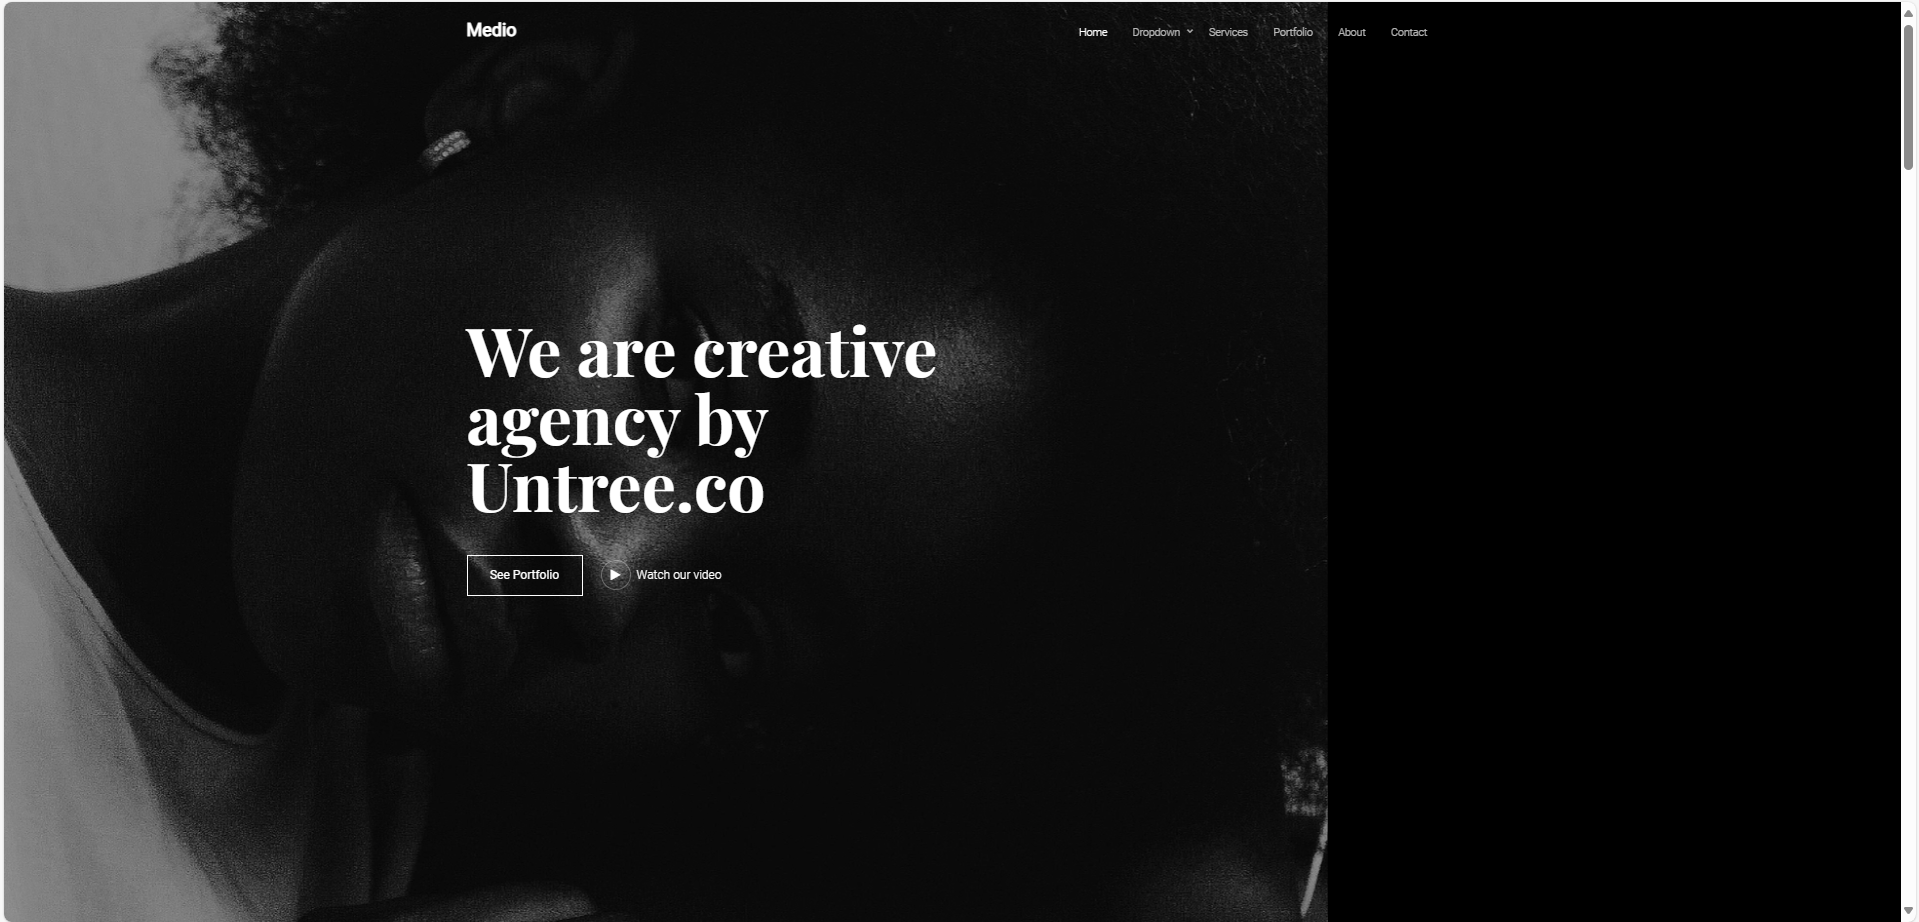 Medio
Home Dropdown Services Portfolio About Contact
We are creative
agency by
Untree.co
See Portfolio
Watch our video